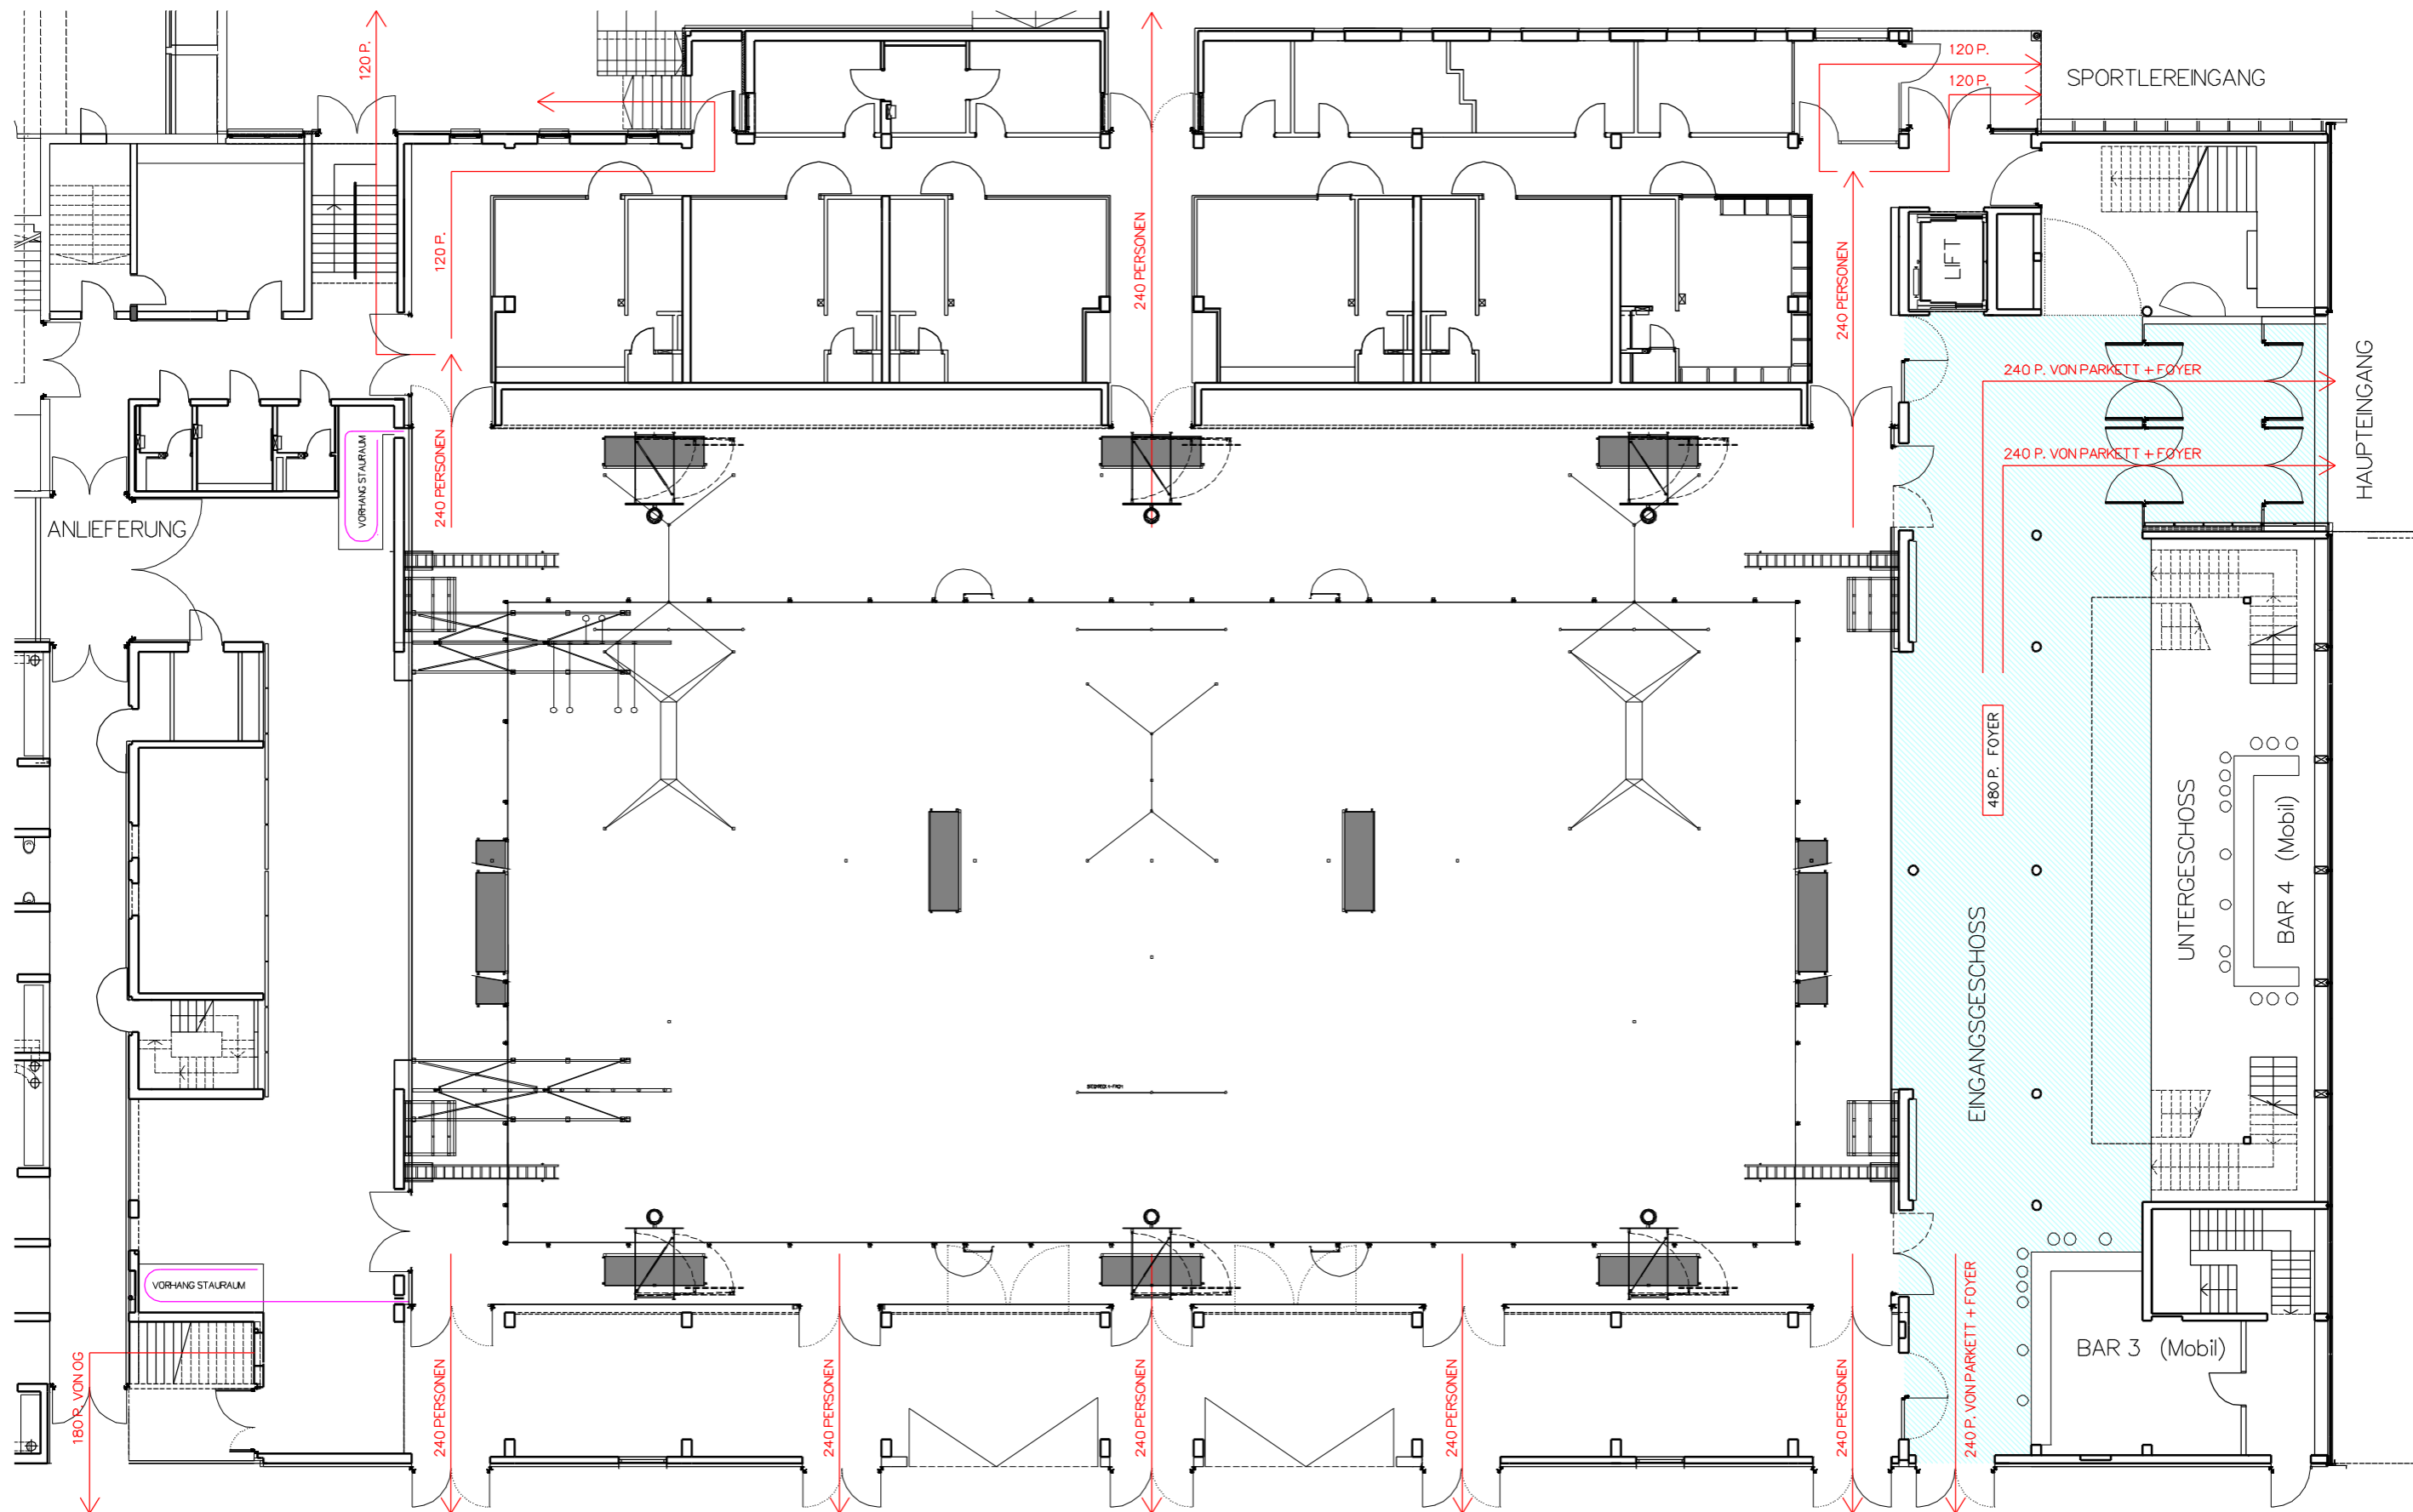 120 P.
120 P.
120 P.
SPORTLEREINGANG
120 P.
240 PERSONEN
240 PERSONEN
LIFT
240 P. VON PARKETT + FOYER
HAUPTEINGANG
240 P. VON PARKETT + FOYER
VORHANG STAURAUM
240 PERSONEN
ANLIEFERUNG
480 P. FOYER
UNTERGESCHOSS
BAR 4 (Mobil)
EINGANGSGESCHOSS
VORHANG STAURAUM
BAR 3 (Mobil)
180 P. VON OG
240 PERSONEN
240 PERSONEN
240 PERSONEN
240 PERSONEN
240 PERSONEN
240 P. VON PARKETT + FOYER